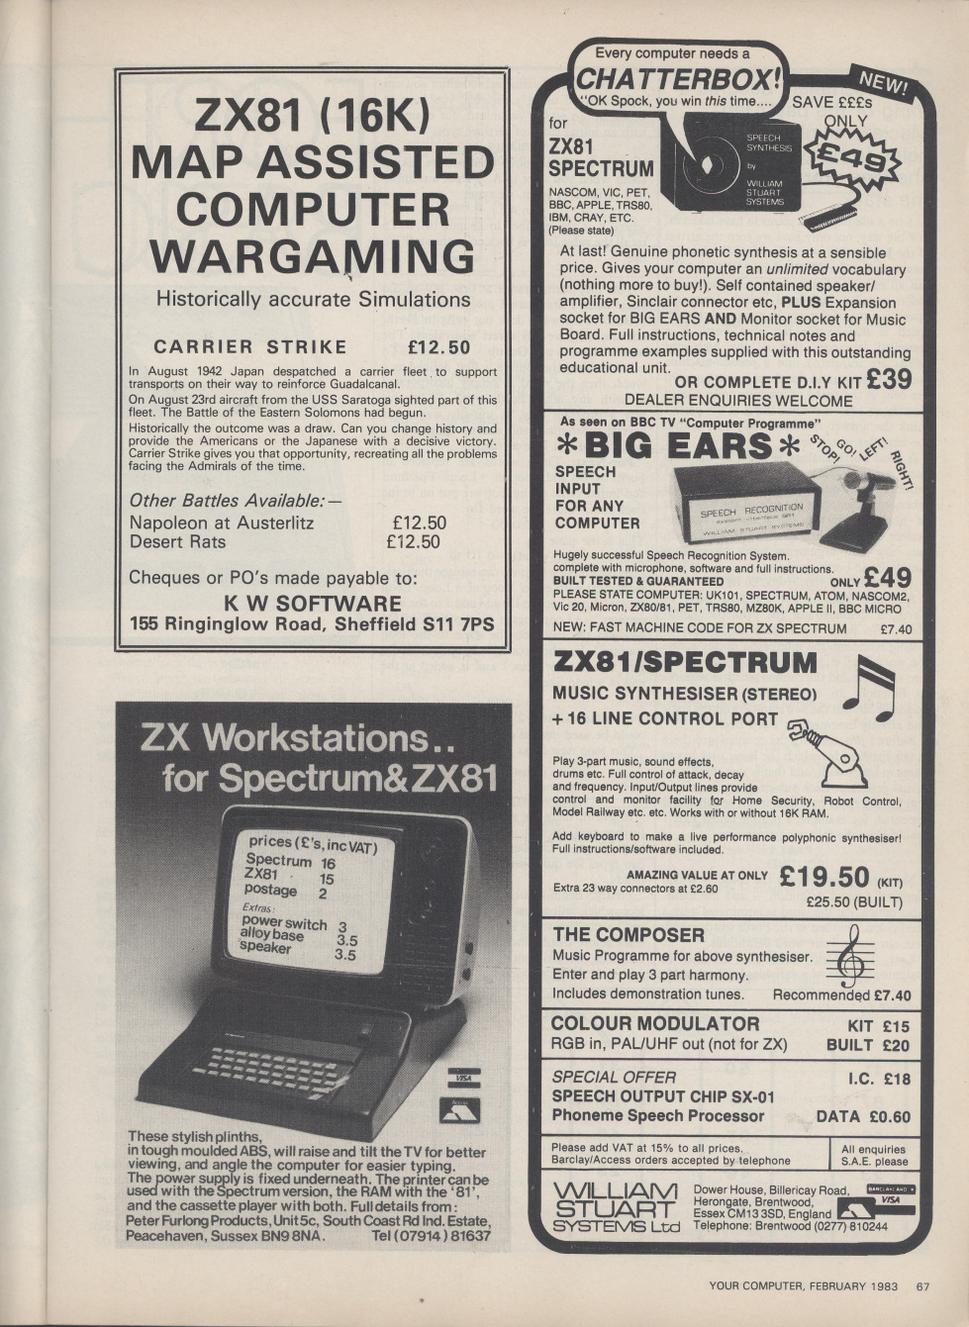 ZX81 (16K)
MAP ASSISTED
COMPUTER
WARGAMING
Historically accurate Simulations
CARRIER STRIKE £12.50
In August 1942 Japan despatched a carrier fleet to support
transports on their way to reinforce Guadalcanal.
On August 23rd aircraft from the USS Saratoga sighted part of this
fleet. The Battle of the Eastern Solomons had begun.
Historically the outcome was a draw. Can you change history and
provide the Americans or the Japanese with a decisive victory.
Carrier Strike gives you that opportunity, recreating all the problems
facing the Admirals of the time.
Other Battles Available:—
Napoleon at Austerlitz £12.50
Desert Rats £12.50
Cheques or PO's made payable to:
K W SOFTWARE
155 Ringinglow Road, Sheffield S11 7PS
ZX Workstations..
for Spectrum&ZX81
prices (£'s, inc VAT)
Spectrum 16
ZX81 15
postage 2
Extras:
power switch 3
alloy base 3.5
speaker 3.5
VISA
Access
These stylish plinths,
in tough moulded ABS, will raise and tilt the TV for better
viewing, and angle the computer for easier typing.
The power supply is fixed underneath. The printer can be
used with the Spectrum version, the RAM with the '81',
and the cassette player with both. Full details from:
Peter Furlong Products, Unit 5c, South Coast Rd Ind. Estate,
Peacehaven, Sussex BN9 8NA. Tel (07914) 81637
Every computer needs a
CHATTERBOX!
"OK Spock, you win this time....
NEW!
SAVE £££s
ONLY
£49
for
ZX81
SPECTRUM
NASCOM, VIC, PET,
BBC, APPLE, TRS80,
IBM, CRAY, ETC.
(Please state)
SPEECH
SYNTHESIS
by
WILLIAM
STUART
SYSTEMS
At last! Genuine phonetic synthesis at a sensible
price. Gives your computer an unlimited vocabulary
(nothing more to buy!). Self contained speaker/
amplifier, Sinclair connector etc, PLUS Expansion
socket for BIG EARS AND Monitor socket for Music
Board. Full instructions, technical notes and
programme examples supplied with this outstanding
educational unit.
OR COMPLETE D.I.Y KIT £39
DEALER ENQUIRIES WELCOME
As seen on BBC TV "Computer Programme"
*BIG EARS*
STOP! GO! LEFT! RIGHT!
SPEECH
INPUT
FOR ANY
COMPUTER
SPEECH RECOGNITION
WILLIAM STUART SYSTEMS
Hugely successful Speech Recognition System.
complete with microphone, software and full instructions.
BUILT TESTED & GUARANTEED ONLY £49
PLEASE STATE COMPUTER: UK101, SPECTRUM, ATOM, NASCOM2,
Vic 20, Micron, ZX80/81, PET, TRS80, MZ80K, APPLE II, BBC MICRO
NEW: FAST MACHINE CODE FOR ZX SPECTRUM £7.40
ZX81/SPECTRUM
MUSIC SYNTHESISER (STEREO)
+ 16 LINE CONTROL PORT
Play 3-part music, sound effects,
drums etc. Full control of attack, decay
and frequency. Input/Output lines provide
control and monitor facility for Home Security, Robot Control,
Model Railway etc. etc. Works with or without 16K RAM.
Add keyboard to make a live performance polyphonic synthesiser!
Full instructions/software included.
AMAZING VALUE AT ONLY £19.50 (KIT)
Extra 23 way connectors at £2.60
£25.50 (BUILT)
THE COMPOSER
Music Programme for above synthesiser.
Enter and play 3 part harmony.
Includes demonstration tunes. Recommended £7.40
COLOUR MODULATOR KIT £15
RGB in, PAL/UHF out (not for ZX) BUILT £20
SPECIAL OFFER I.C. £18
SPEECH OUTPUT CHIP SX-01
Phoneme Speech Processor DATA £0.60
Please add VAT at 15% to all prices.
Barclay/Access orders accepted by telephone
All enquiries
S.A.E. please
WILLIAM
STUART
SYSTEMS Ltd
Dower House, Billericay Road,
Herongate, Brentwood,
Essex CM13 3SD, England
Telephone: Brentwood (0277) 810244
BARCLAYCARD
VISA
YOUR COMPUTER, FEBRUARY 1983 67